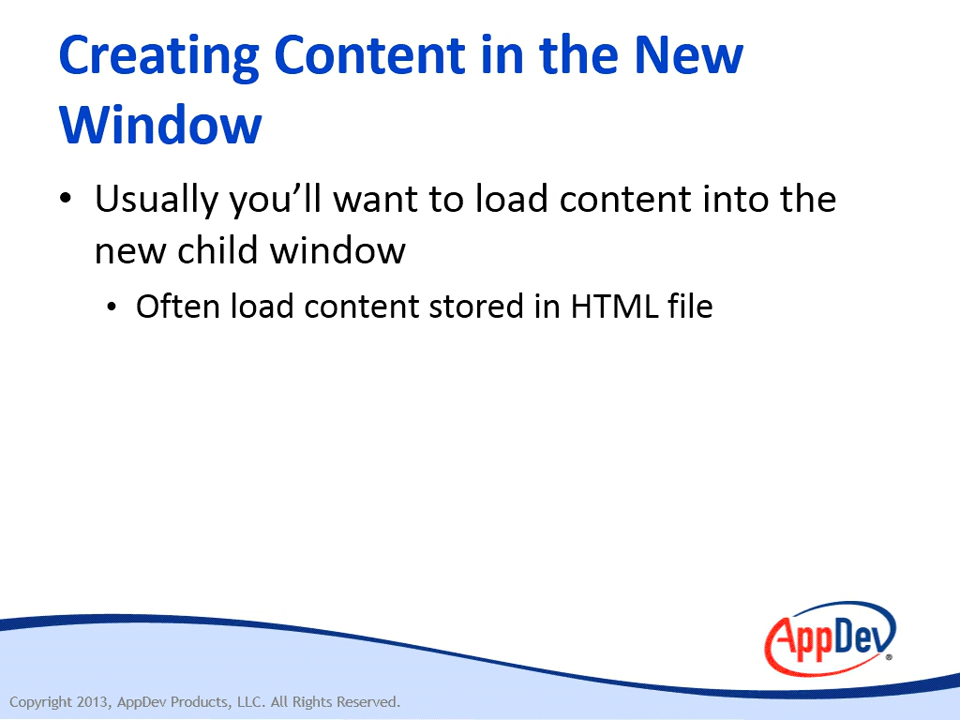 Creating Content in the New
Window
• Usually you’ll want to load content into the
new child window
• Often load content stored in HTML file
AppDev®
Copyright 2013, AppDev Products, LLC. All Rights Reserved.